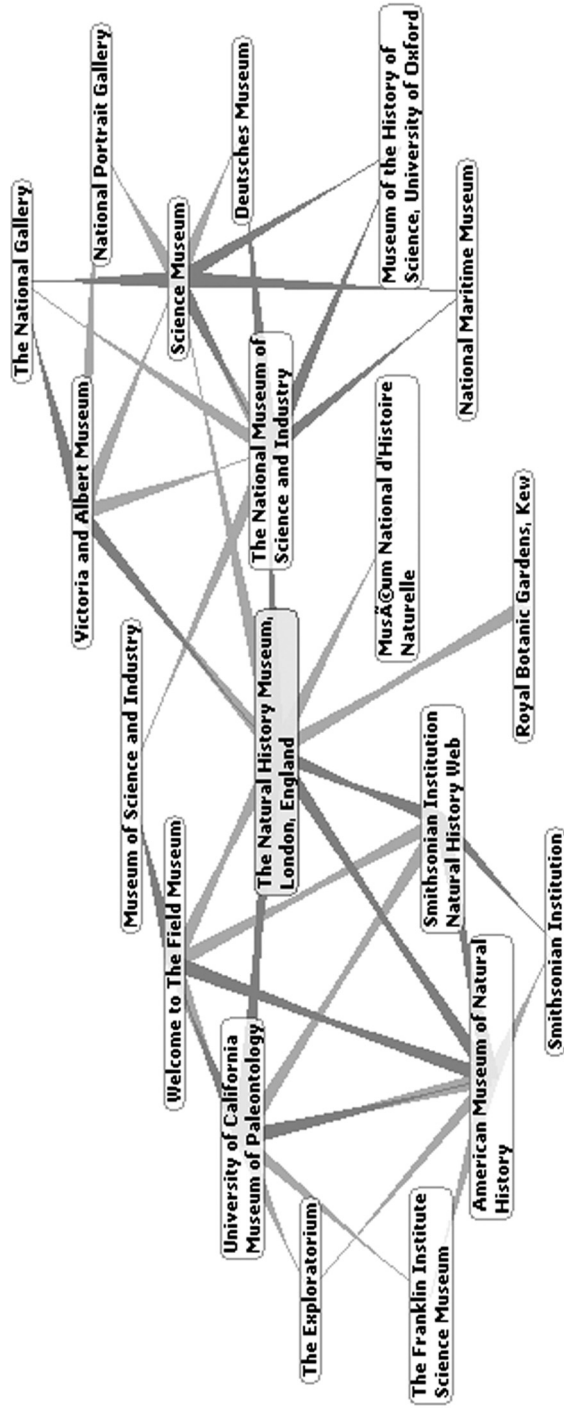 The National Gallery
Victoria and Albert Museum
National Portrait Gallery
Museum of Science and Industry
Welcome to The Field Museum
Science Museum
University of California
Museum of Paleontology
Deutsches Museum
The Natural History Museum,
London, England
The National Museum of
Science and Industry
The Exploratorium
MusÃ©um National d'Histoire
Naturelle
Museum of the History of
Science, University of Oxford
The Franklin Institute
Science Museum
Smithsonian Institution
Natural History Web
National Maritime Museum
American Museum of Natural
History
Royal Botanic Gardens, Kew
Smithsonian Institution